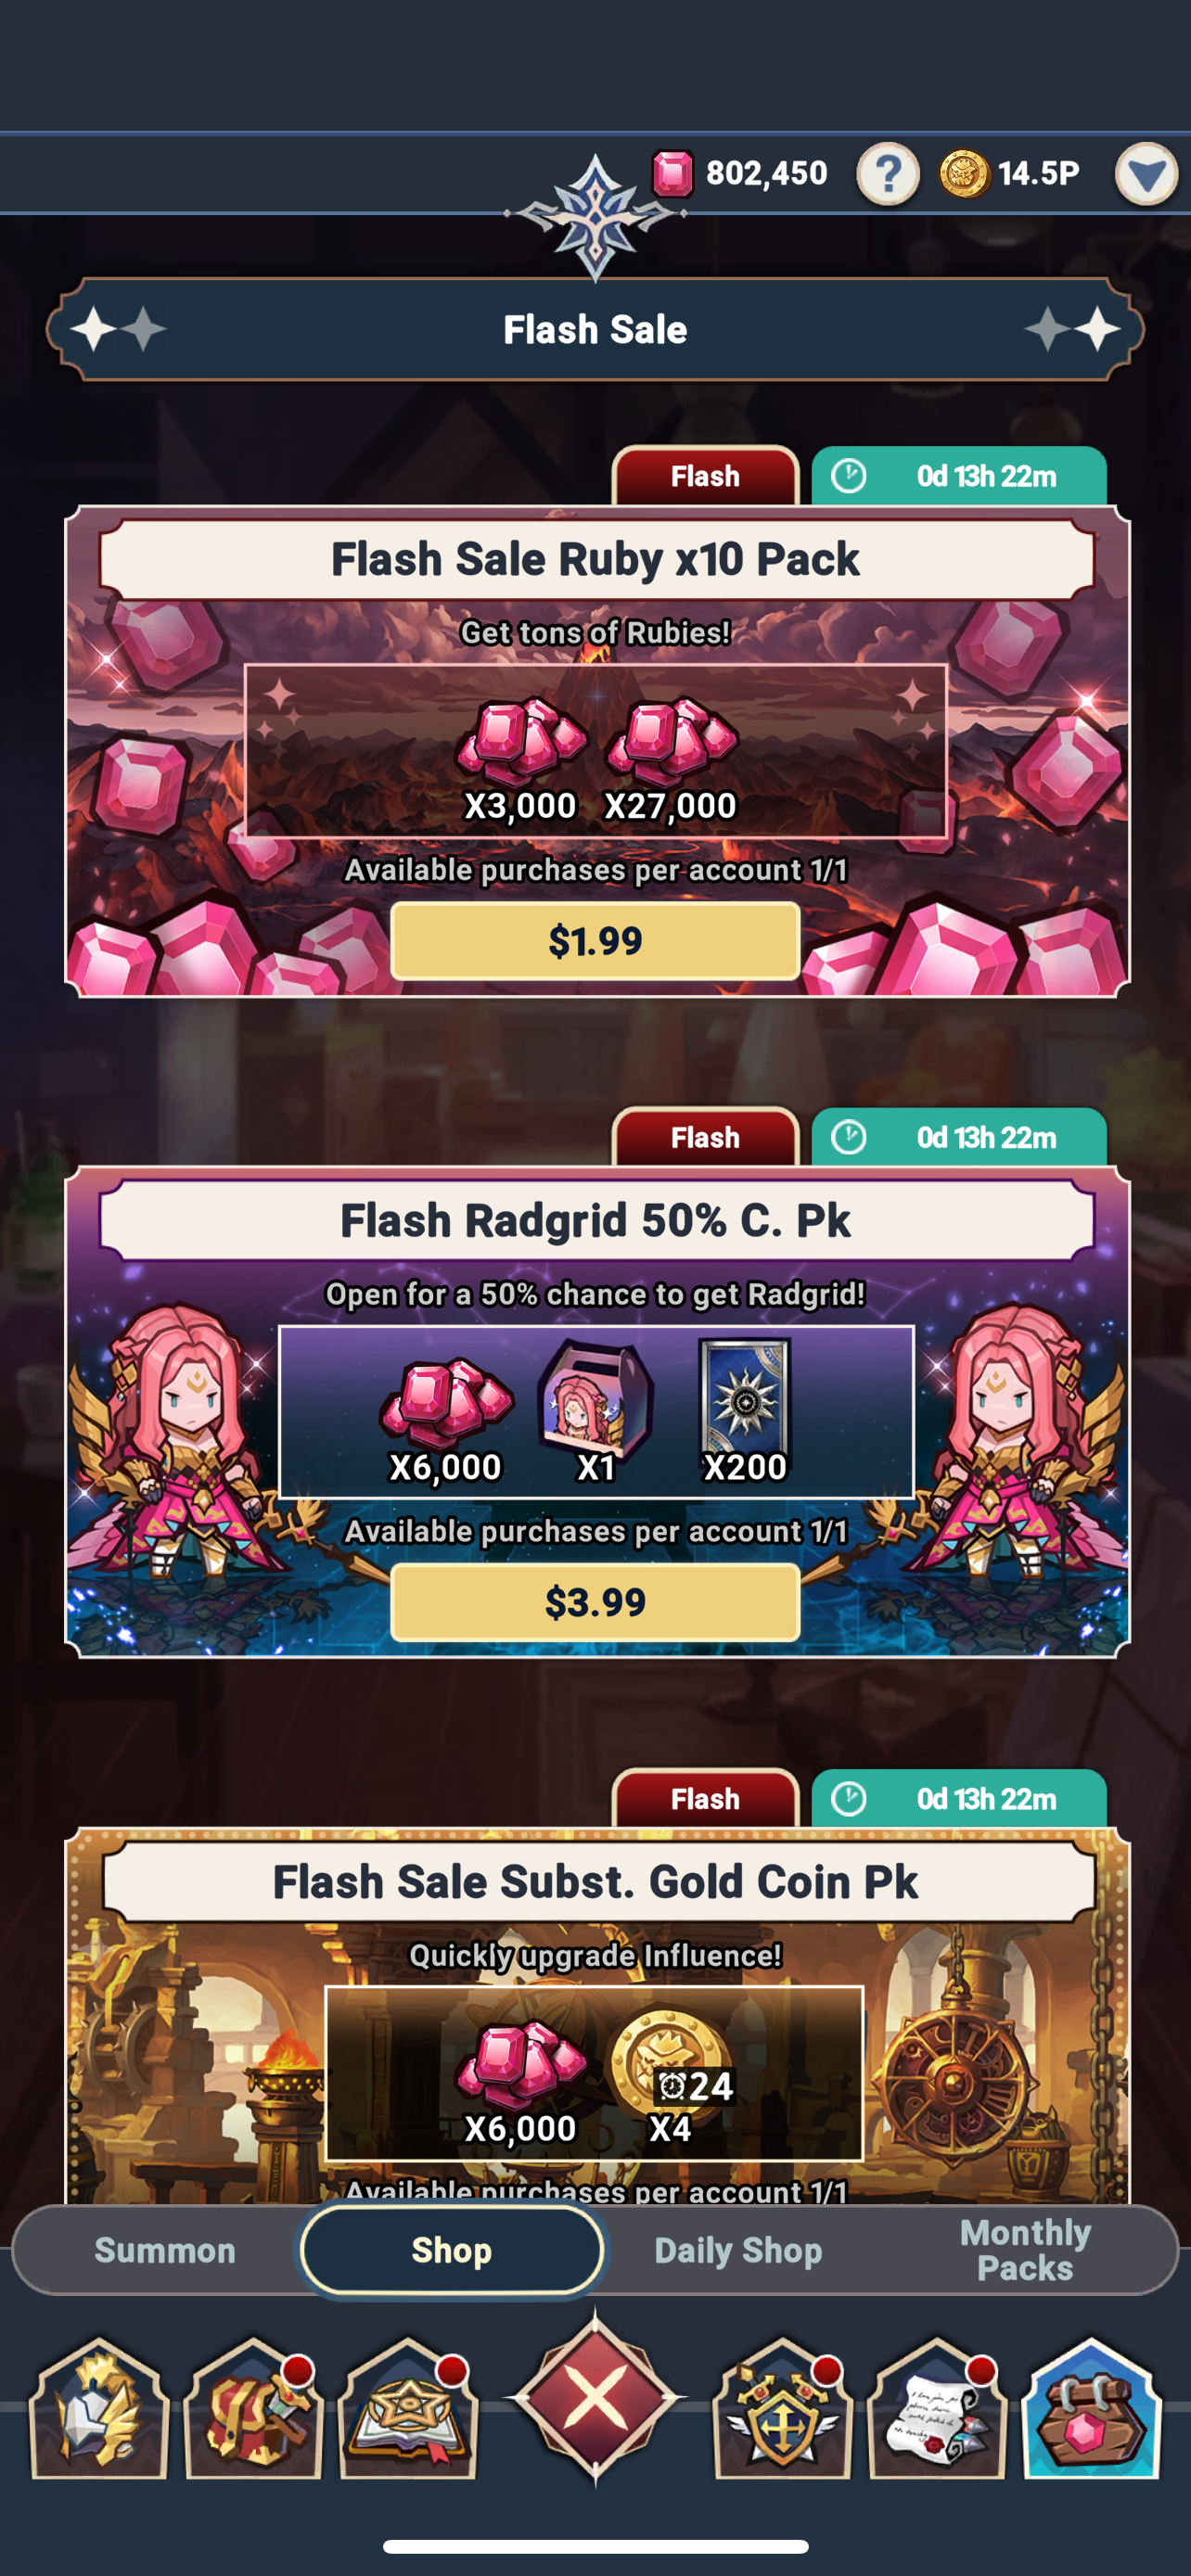 802,450
?
14.5P
Flash Sale
Flash
0d 13h 22m
Flash Sale Ruby x10 Pack
Get tons of Rubies!
X3,000 X27,000
Available purchases per account 1/1
$1.99
Flash
0d 13h 22m
Flash Radgrid 50% C. Pk
Open for a 50% chance to get Radgrid!
X6,000 X1 X200
Available purchases per account 1/1
$3.99
Flash
0d 13h 22m
Flash Sale Subst. Gold Coin Pk
Quickly upgrade Influence!
24
X6,000 X4
Available purchases per account 1/1
Summon
Shop
Daily Shop
Monthly
Packs